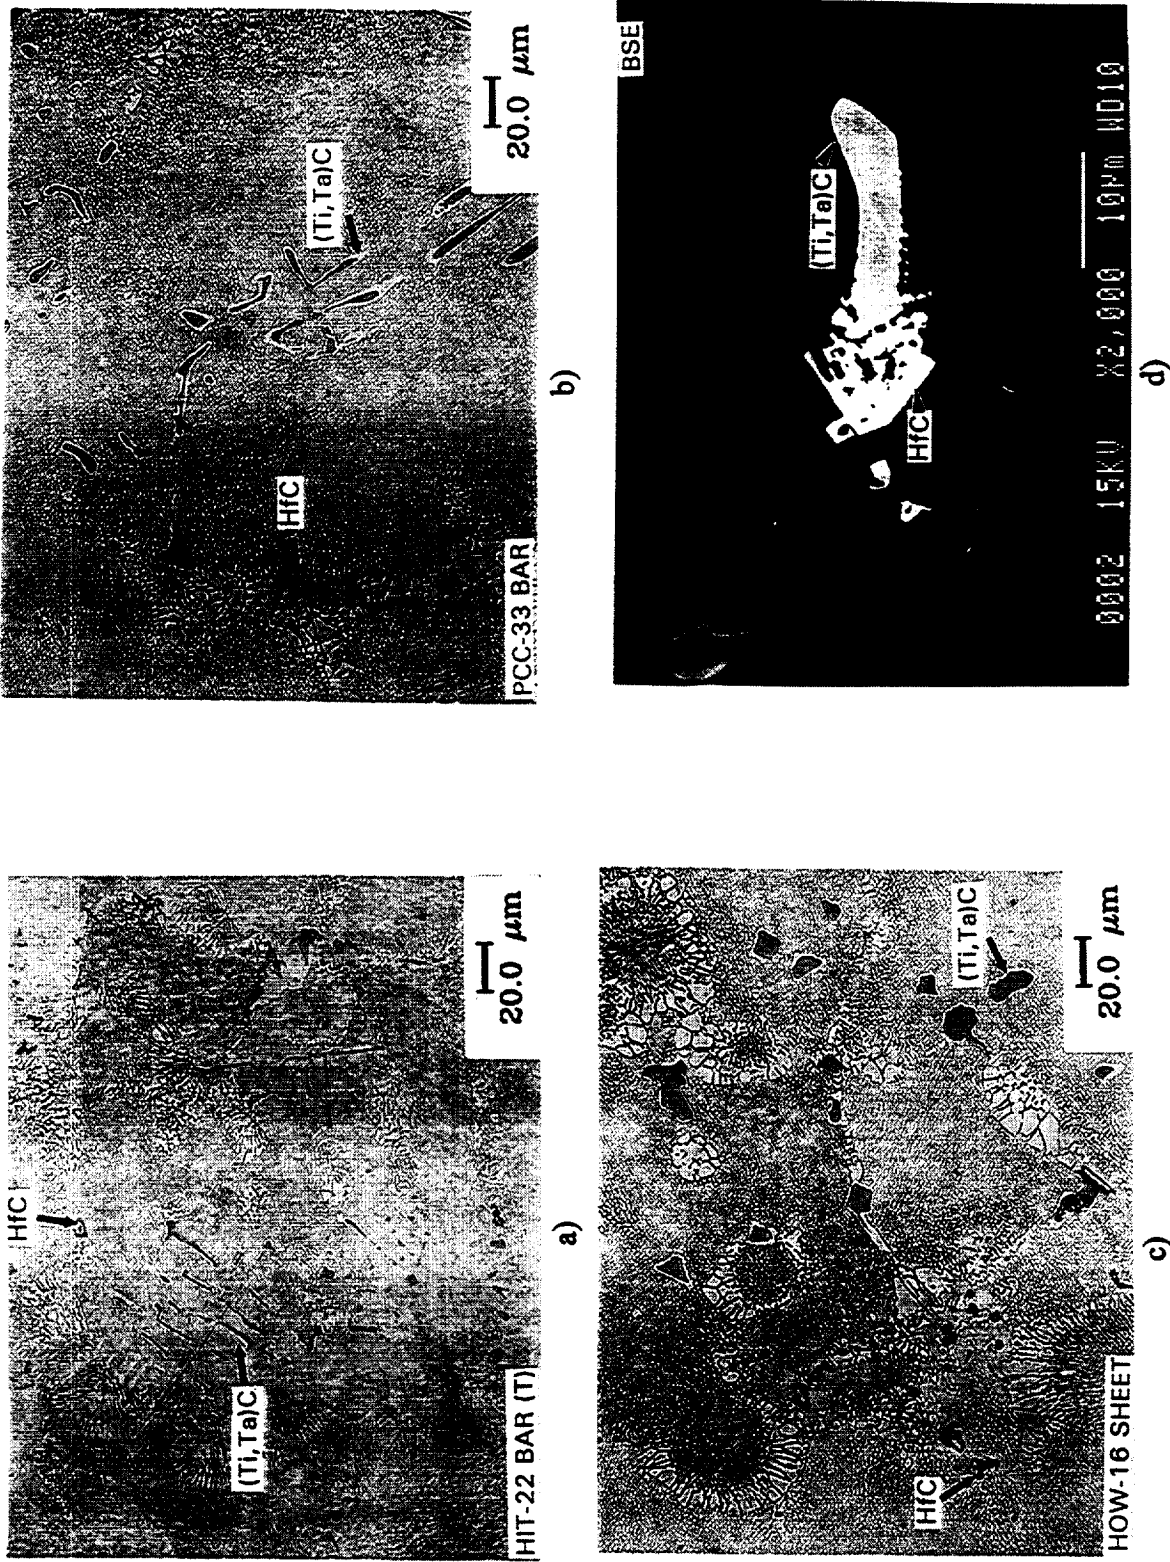 HfC
(Ti,Ta)C
HIT-22 BAR (T)
20.0 μm
a)
HfC
(Ti,Ta)C
PCC-33 BAR
20.0 μm
b)
HfC
(Ti,Ta)C
HOW-16 SHEET
20.0 μm
c)
BSE
(Ti,Ta)C
HfC
0002 15KV X2,000 10μm WD10
d)